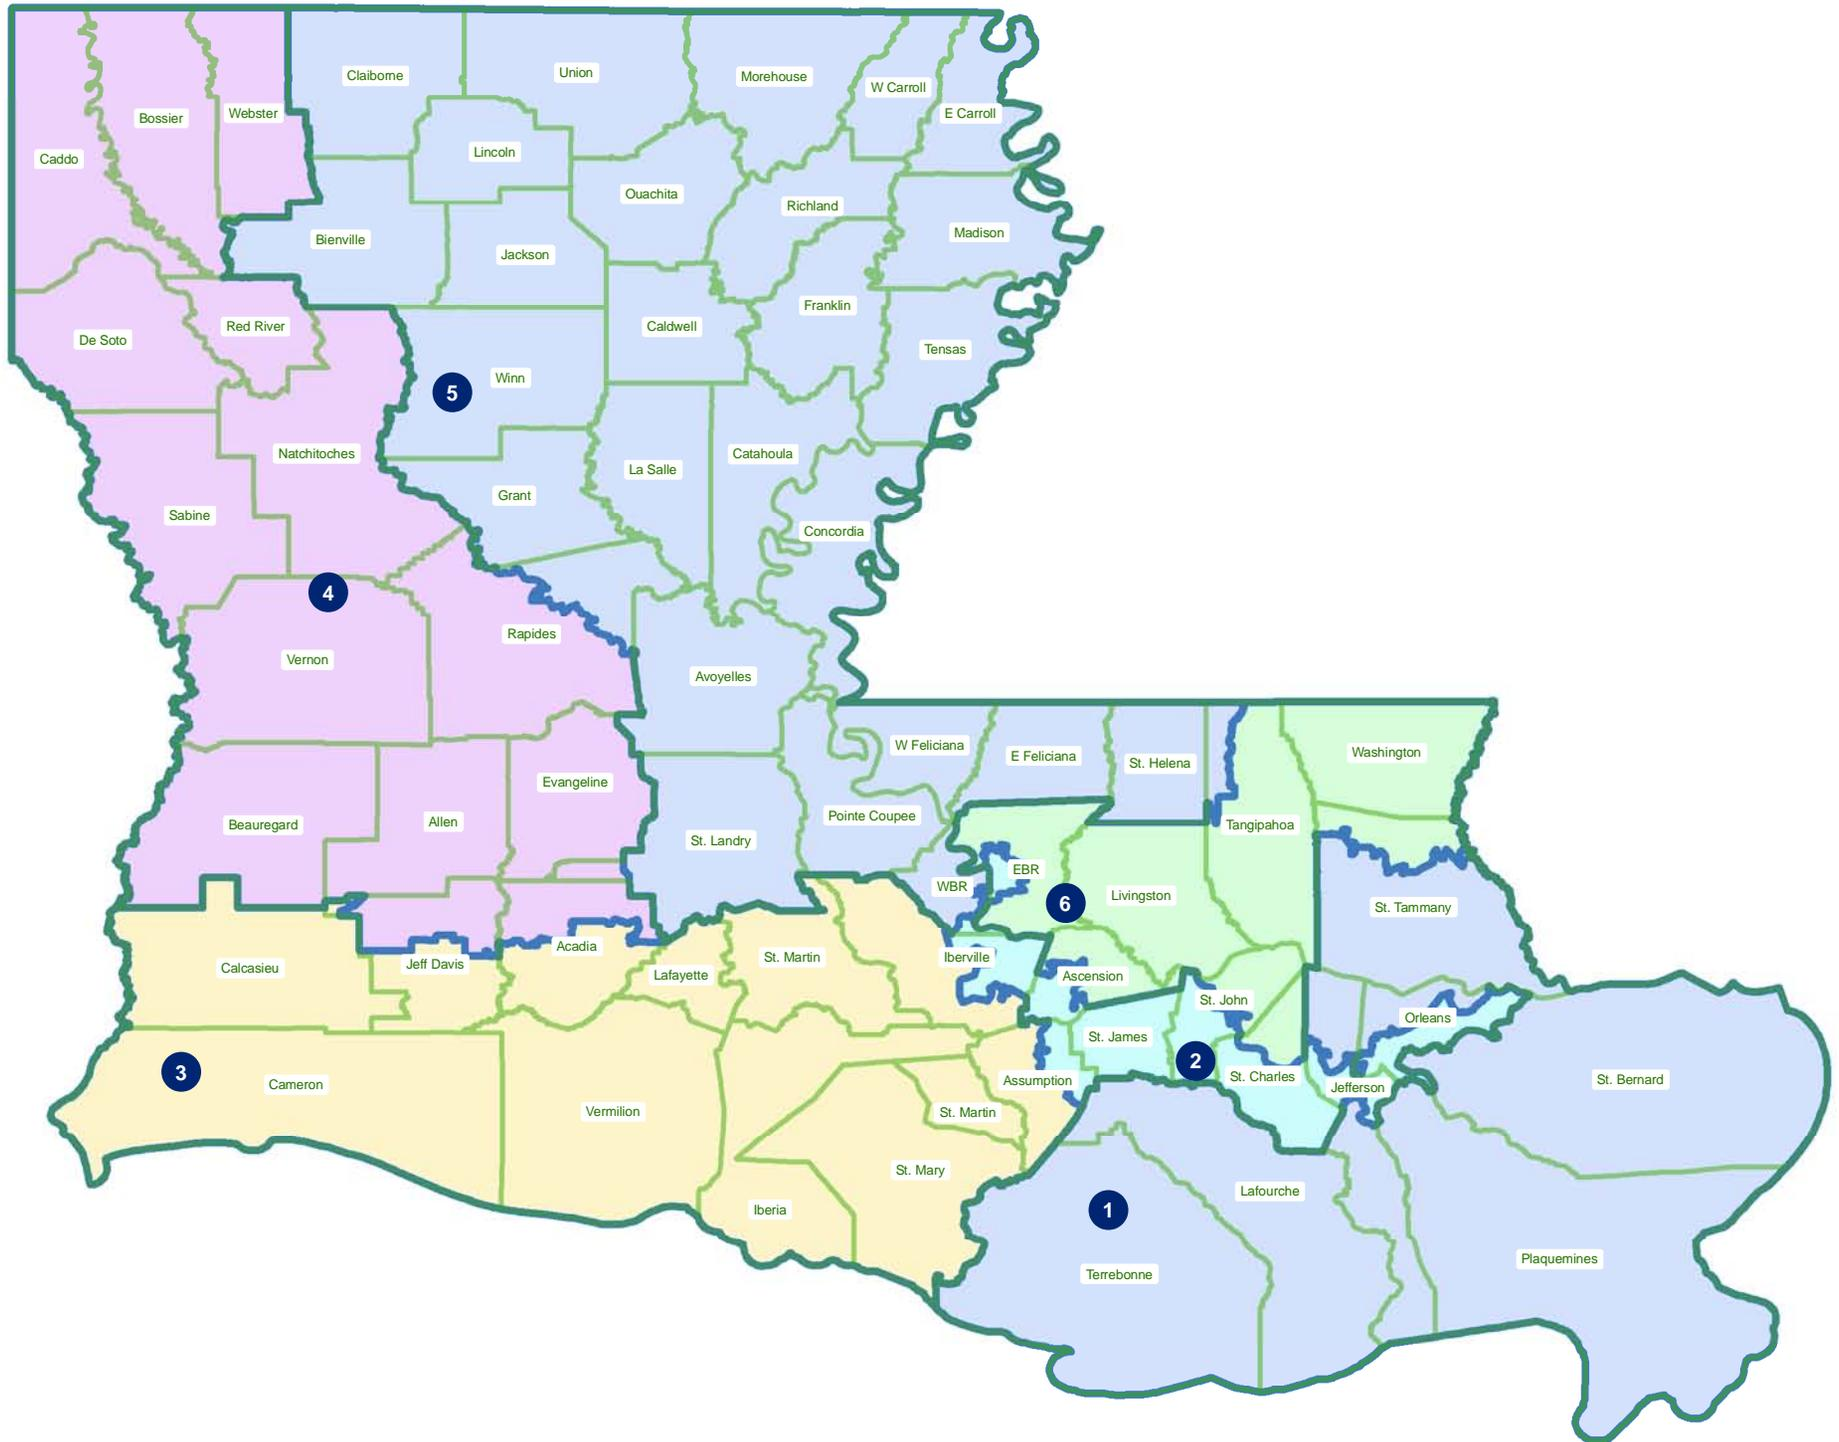 Claiborne
Union
Morehouse
W Carroll
E Carroll
Caddo
Bossier
Webster
Lincoln
Ouachita
Richland
Madison
Bienville
Jackson
De Soto
Red River
Caldwell
Franklin
Tensas
5
Winn
Natchitoches
La Salle
Catahoula
Sabine
Grant
Concordia
4
Rapides
Vernon
Avoyelles
W Feliciana
E Feliciana
St. Helena
Washington
Evangeline
Beauregard
Allen
St. Landry
Pointe Coupee
Tangipahoa
EBR
WBR
6
Livingston
St. Tammany
Calcasieu
Jeff Davis
Acadia
Lafayette
St. Martin
Iberville
Ascension
St. John
Orleans
St. James
2
3
Cameron
Assumption
St. Charles
Jefferson
St. Bernard
Vermilion
St. Martin
St. Mary
Iberia
1
Lafourche
Terrebonne
Plaquemines